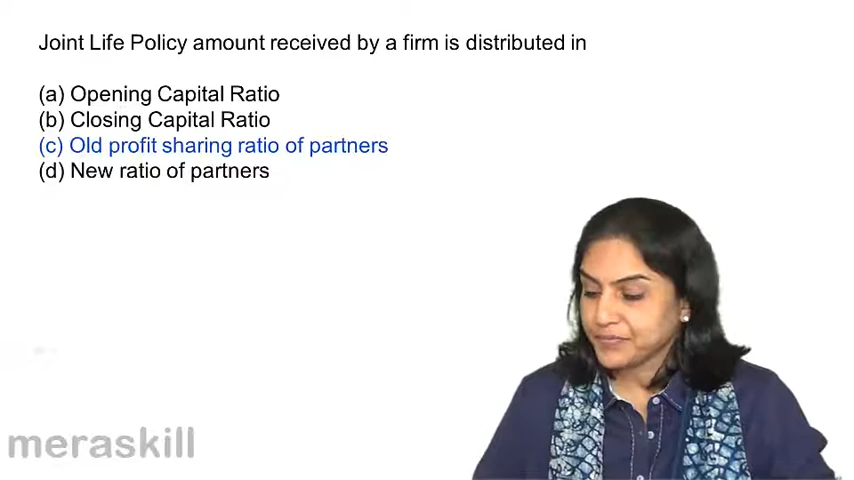 Joint Life Policy amount received by a firm is distributed in
(a) Opening Capital Ratio
(b) Closing Capital Ratio
(c) Old profit sharing ratio of partners
(d) New ratio of partners
meraskill